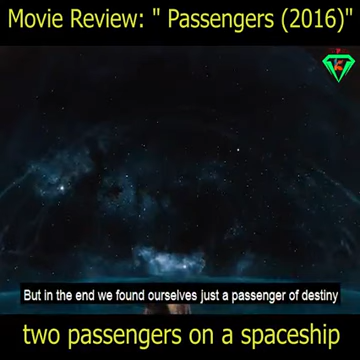 Movie Review: " Passengers (2016)"
But in the end we found ourselves just a passenger of destiny
two passengers on a spaceship